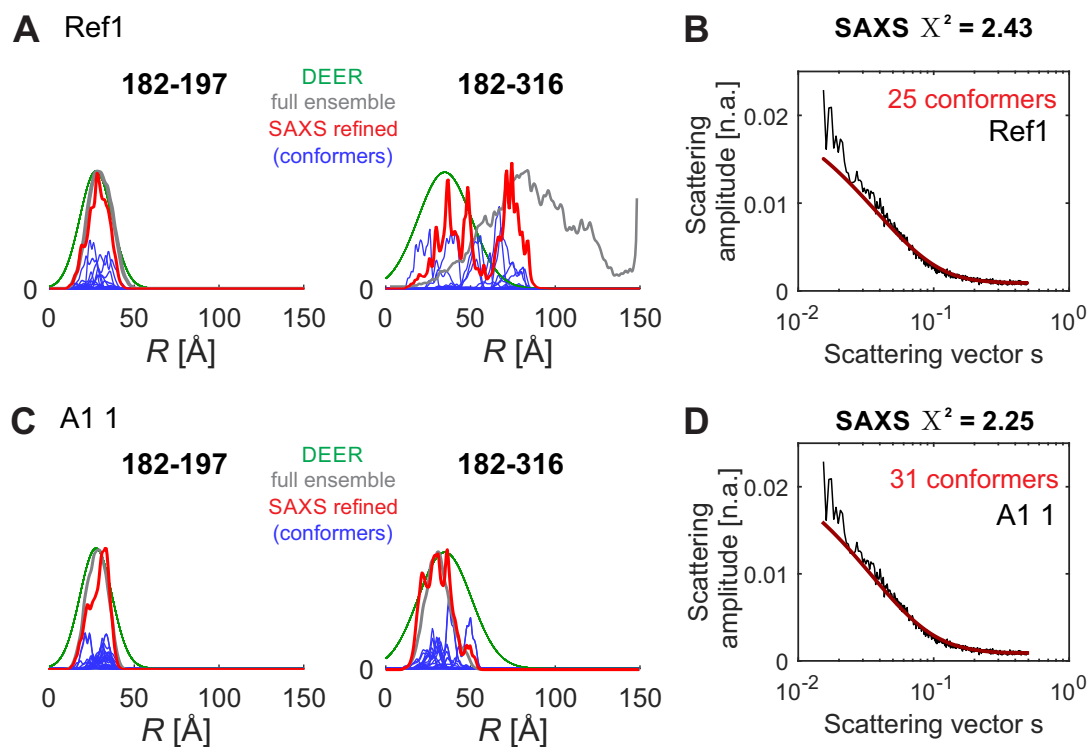 A Ref1
182-197
DEER
full ensemble
SAXS refined
(conformers)
182-316
0
0
0 50 100 150
R [Å]
0 50 100 150
R [Å]
B SAXS Χ² = 2.43
25 conformers
Ref1
Scattering
amplitude [n.a.]
0.02
0.01
0
10⁻² 10⁻¹ 10⁰
Scattering vector s
C A1 1
182-197
DEER
full ensemble
SAXS refined
(conformers)
182-316
0
0
0 50 100 150
R [Å]
0 50 100 150
R [Å]
D SAXS Χ² = 2.25
31 conformers
A1 1
Scattering
amplitude [n.a.]
0.02
0.01
0
10⁻² 10⁻¹ 10⁰
Scattering vector s